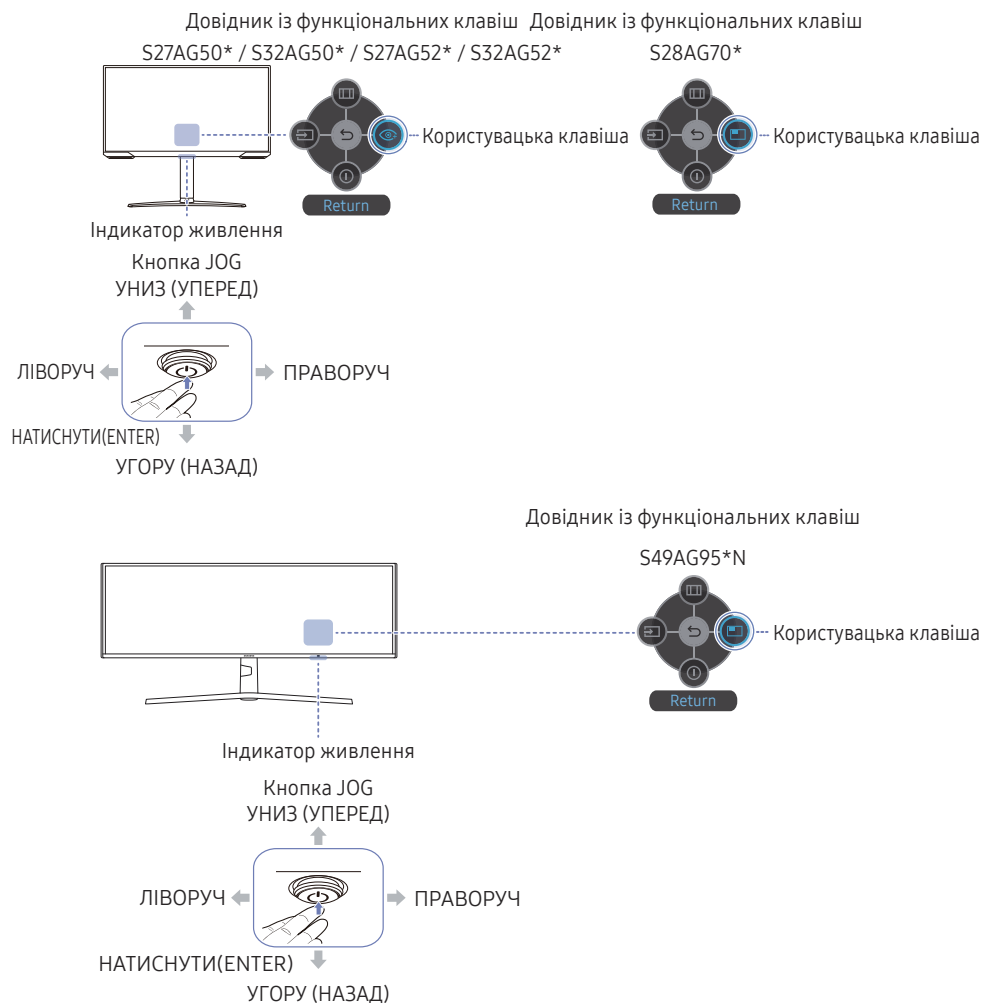 Довідник із функціональних клавіш
S27AG50* / S32AG50* / S27AG52* / S32AG52*
Користувацька клавіша
Return
Довідник із функціональних клавіш
S28AG70*
Користувацька клавіша
Return
Індикатор живлення
Кнопка JOG
УНИЗ (УПЕРЕД)
ЛІВОРУЧ
ПРАВОРУЧ
НАТИСНУТИ(ENTER)
УГОРУ (НАЗАД)
Довідник із функціональних клавіш
S49AG95*N
Користувацька клавіша
Return
Індикатор живлення
Кнопка JOG
УНИЗ (УПЕРЕД)
ЛІВОРУЧ
ПРАВОРУЧ
НАТИСНУТИ(ENTER)
УГОРУ (НАЗАД)